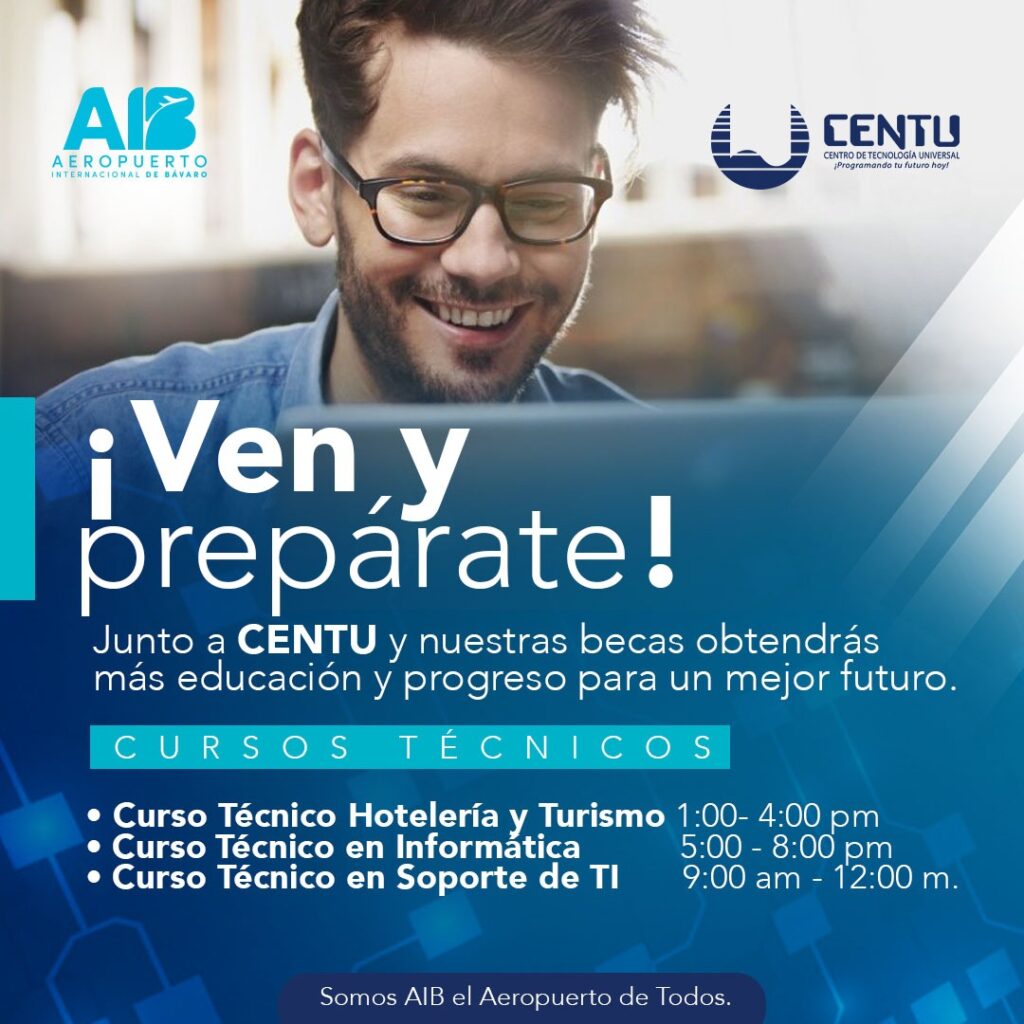 AIB
AEROPUERTO
INTERNACIONAL DE BÁVARO
CENTU
CENTRO DE TECNOLOGÍA UNIVERSAL
¡Programando tu futuro hoy!
¡Ven y
prepárate!
Junto a CENTU y nuestras becas obtendrás
más educación y progreso para un mejor futuro.
CURSOS TÉCNICOS
• Curso Técnico Hotelería y Turismo 1:00- 4:00 pm
• Curso Técnico en Informática 5:00 - 8:00 pm
• Curso Técnico en Soporte de TI 9:00 am - 12:00 m.
Somos AIB el Aeropuerto de Todos.